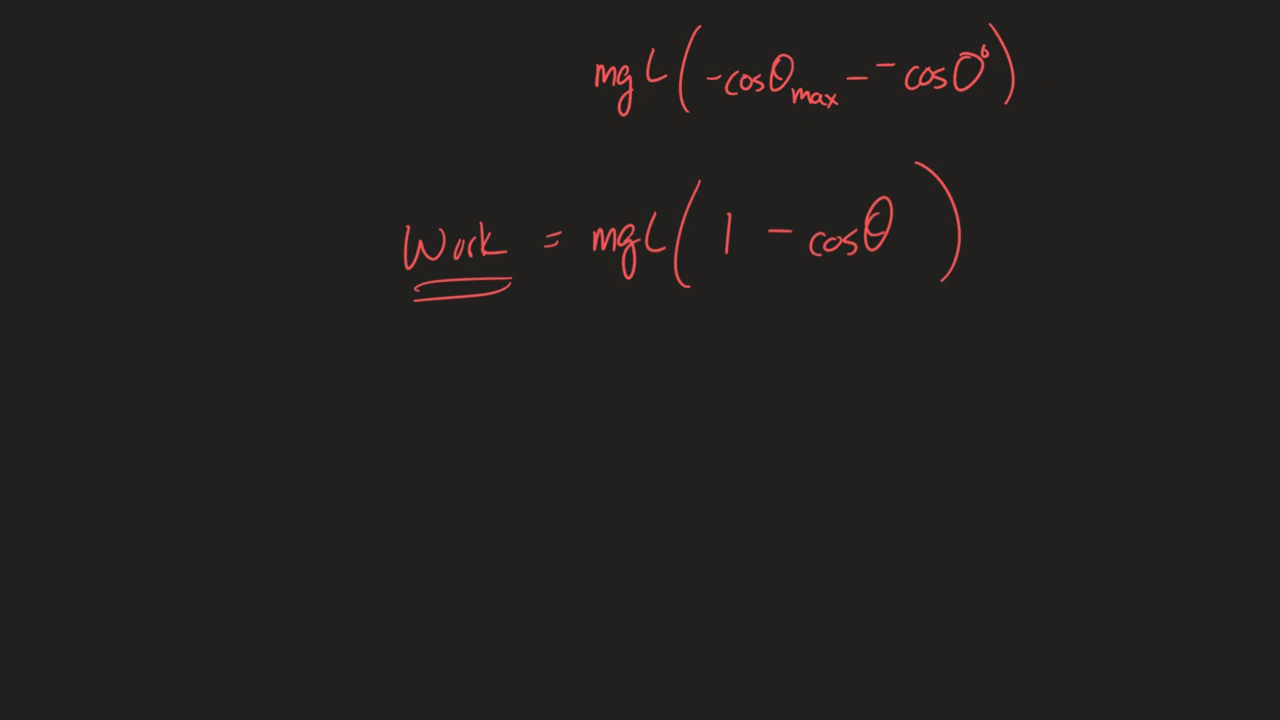 mgL(-cosθmax - -cos0°)
Work = mgL(1 - cosθ)